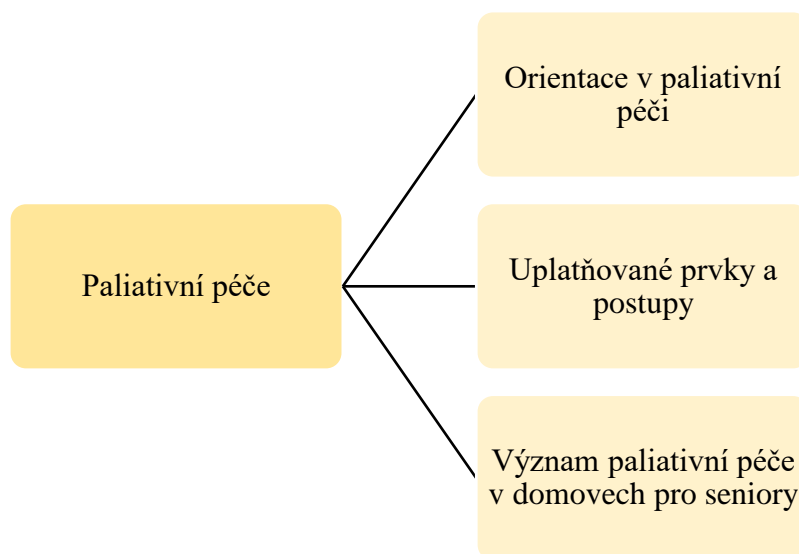 Orientace v paliativní
péči
Paliativní péče
Uplatňované prvky a
postupy
Význam paliativní péče
v domovech pro seniory